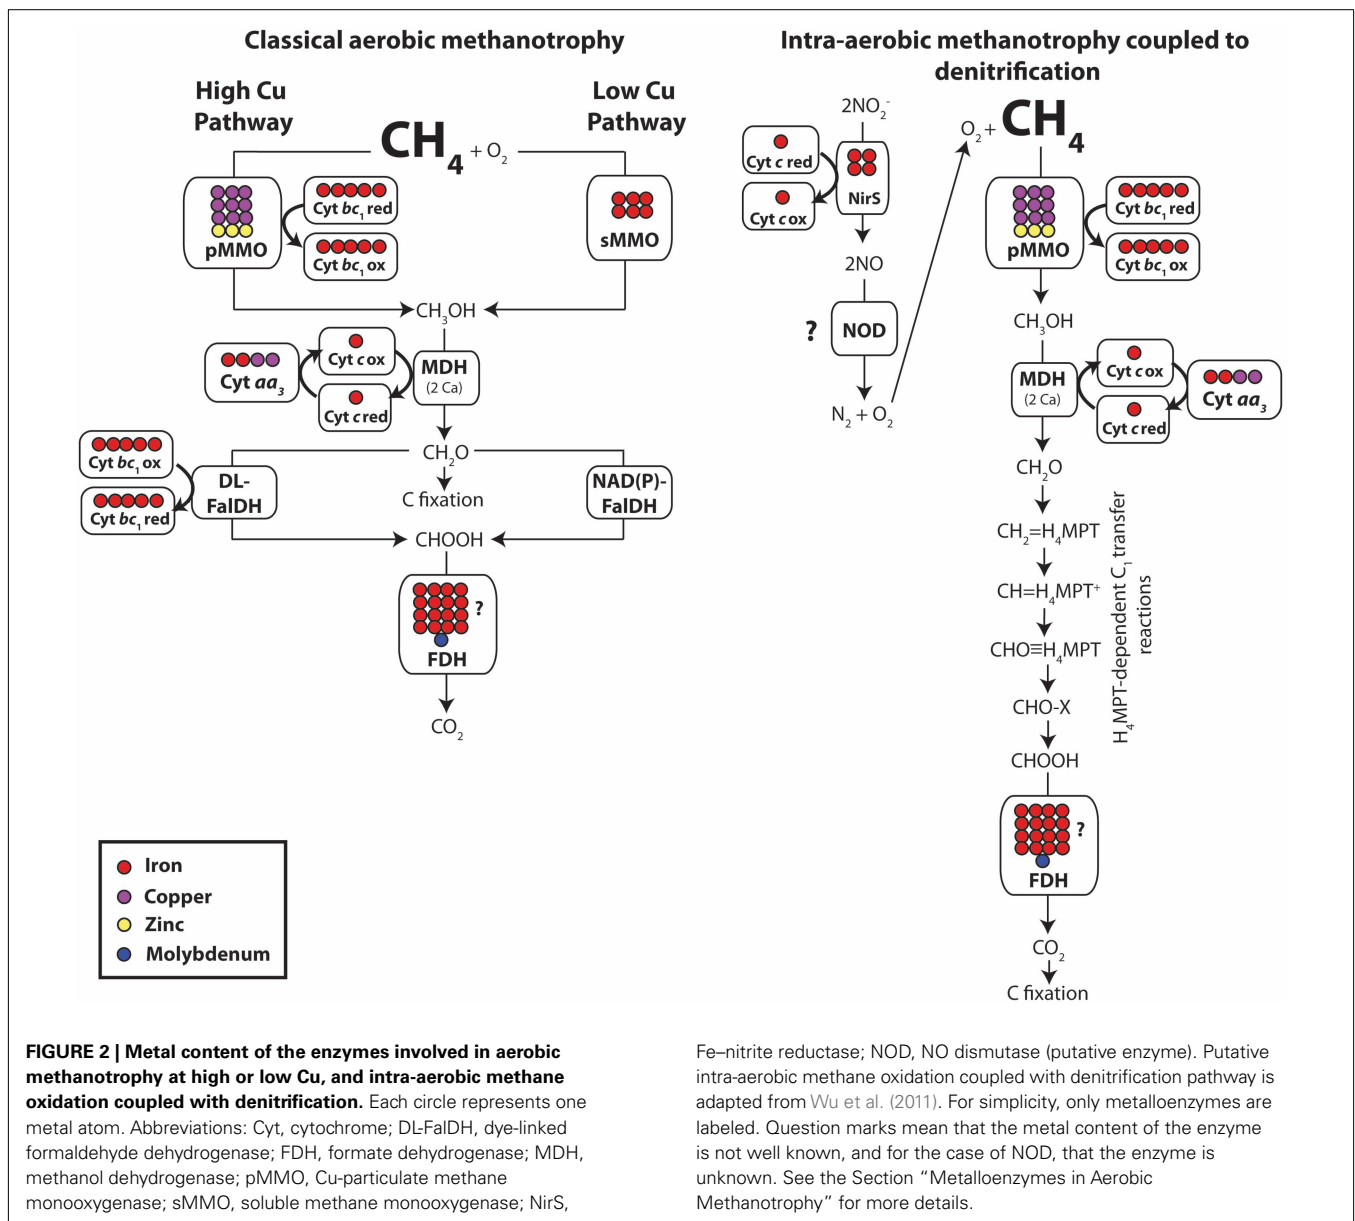 Classical aerobic methanotrophy
High Cu
Pathway
Low Cu
Pathway
CH4 + O2
pMMO
Cyt bc1 red
Cyt bc1 ox
sMMO
CH3OH
Cyt aa3
Cyt c ox
Cyt c red
MDH
(2 Ca)
CH2O
C fixation
Cyt bc1 ox
Cyt bc1 red
DL-
FalDH
NAD(P)-
FalDH
CHOOH
?
FDH
CO2
Iron
Copper
Zinc
Molybdenum
Intra-aerobic methanotrophy coupled to
denitrification
2NO2-
Cyt c red
Cyt c ox
NirS
2NO
?
NOD
N2 + O2
O2+ CH4
pMMO
Cyt bc1 red
Cyt bc1 ox
CH3OH
MDH
(2 Ca)
Cyt c ox
Cyt c red
Cyt aa3
CH2O
CH2=H4MPT
CH=H4MPT+
CHO≡H4MPT
CHO-X
CHOOH
H4MPT-dependent C1 transfer
reactions
?
FDH
CO2
C fixation
FIGURE 2 | Metal content of the enzymes involved in aerobic
methanotrophy at high or low Cu, and intra-aerobic methane
oxidation coupled with denitrification. Each circle represents one
metal atom. Abbreviations: Cyt, cytochrome; DL-FalDH, dye-linked
formaldehyde dehydrogenase; FDH, formate dehydrogenase; MDH,
methanol dehydrogenase; pMMO, Cu-particulate methane
monooxygenase; sMMO, soluble methane monooxygenase; NirS,
Fe–nitrite reductase; NOD, NO dismutase (putative enzyme). Putative
intra-aerobic methane oxidation coupled with denitrification pathway is
adapted from Wu et al. (2011). For simplicity, only metalloenzymes are
labeled. Question marks mean that the metal content of the enzyme
is not well known, and for the case of NOD, that the enzyme is
unknown. See the Section “Metalloenzymes in Aerobic
Methanotrophy” for more details.